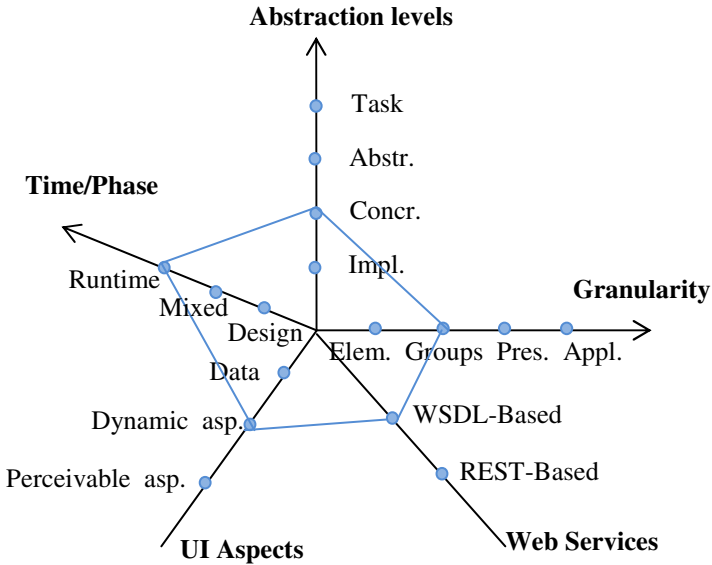 Abstraction levels
Task
Abstr.
Time/Phase
Concr.
Impl.
Runtime
Granularity
Mixed
Design
Elem. Groups Pres. Appl.
Data
Dynamic asp.
WSDL-Based
Perceivable asp.
REST-Based
UI Aspects
Web Services